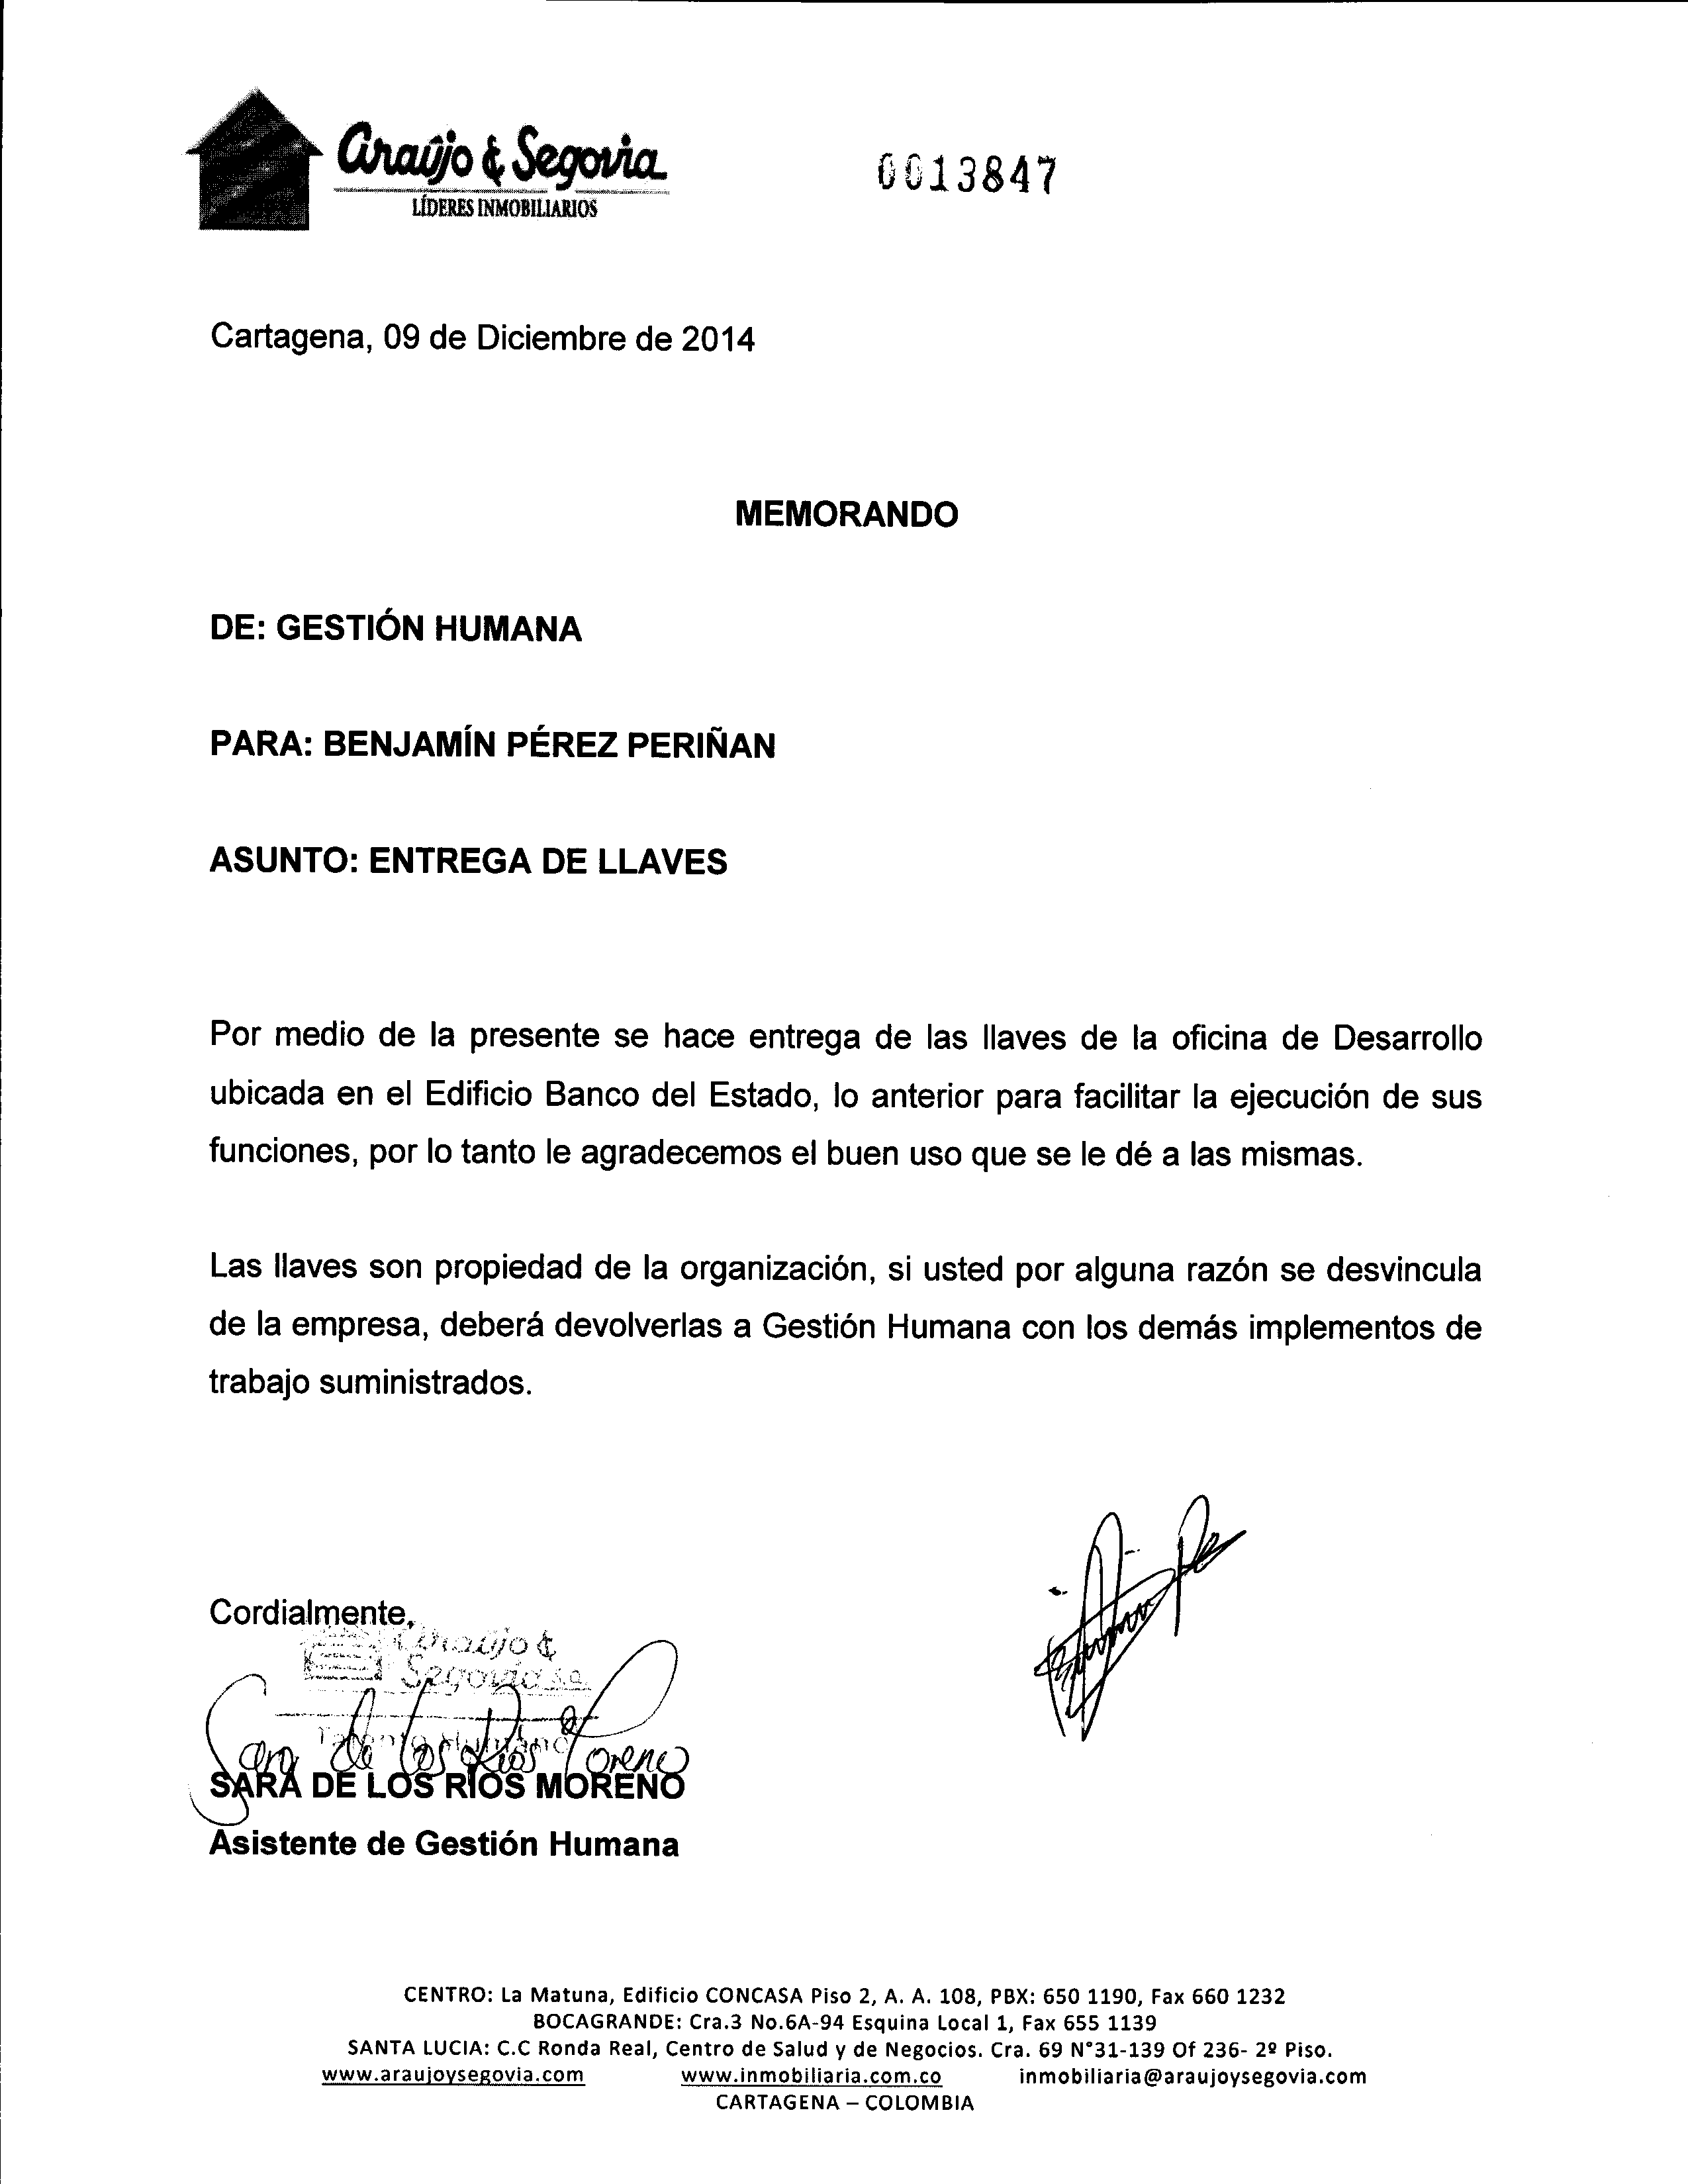 Araújo & Segovia
LÍDERES INMOBILIARIOS
0013847
Cartagena, 09 de Diciembre de 2014
MEMORANDO
DE: GESTIÓN HUMANA
PARA: BENJAMÍN PÉREZ PERIÑAN
ASUNTO: ENTREGA DE LLAVES
Por medio de la presente se hace entrega de las llaves de la oficina de Desarrollo
ubicada en el Edificio Banco del Estado, lo anterior para facilitar la ejecución de sus
funciones, por lo tanto le agradecemos el buen uso que se le dé a las mismas.
Las llaves son propiedad de la organización, si usted por alguna razón se desvincula
de la empresa, deberá devolverlas a Gestión Humana con los demás implementos de
trabajo suministrados.
Cordialmente,
Araújo &
Segovia S.A.
Talento Humano
Sara de los Rios Moreno
SARA DE LOS RIOS MORENO
Asistente de Gestión Humana
CENTRO: La Matuna, Edificio CONCASA Piso 2, A. A. 108, PBX: 650 1190, Fax 660 1232
BOCAGRANDE: Cra.3 No.6A-94 Esquina Local 1, Fax 655 1139
SANTA LUCIA: C.C Ronda Real, Centro de Salud y de Negocios. Cra. 69 N°31-139 Of 236- 2º Piso.
www.araujoysegovia.com www.inmobiliaria.com.co inmobiliaria@araujoysegovia.com
CARTAGENA – COLOMBIA